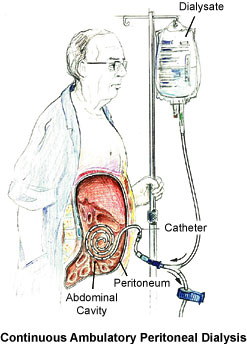 Dialysate
Catheter
Peritoneum
Abdominal
Cavity
Continuous Ambulatory Peritoneal Dialysis